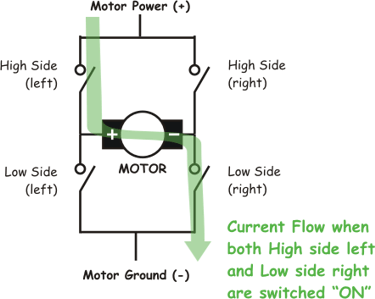 Motor Power (+)
High Side
(left)
High Side
(right)
+
–
MOTOR
Low Side
(left)
Low Side
(right)
Current Flow when
both High side left
and Low side right
are switched “ON”
Motor Ground (-)